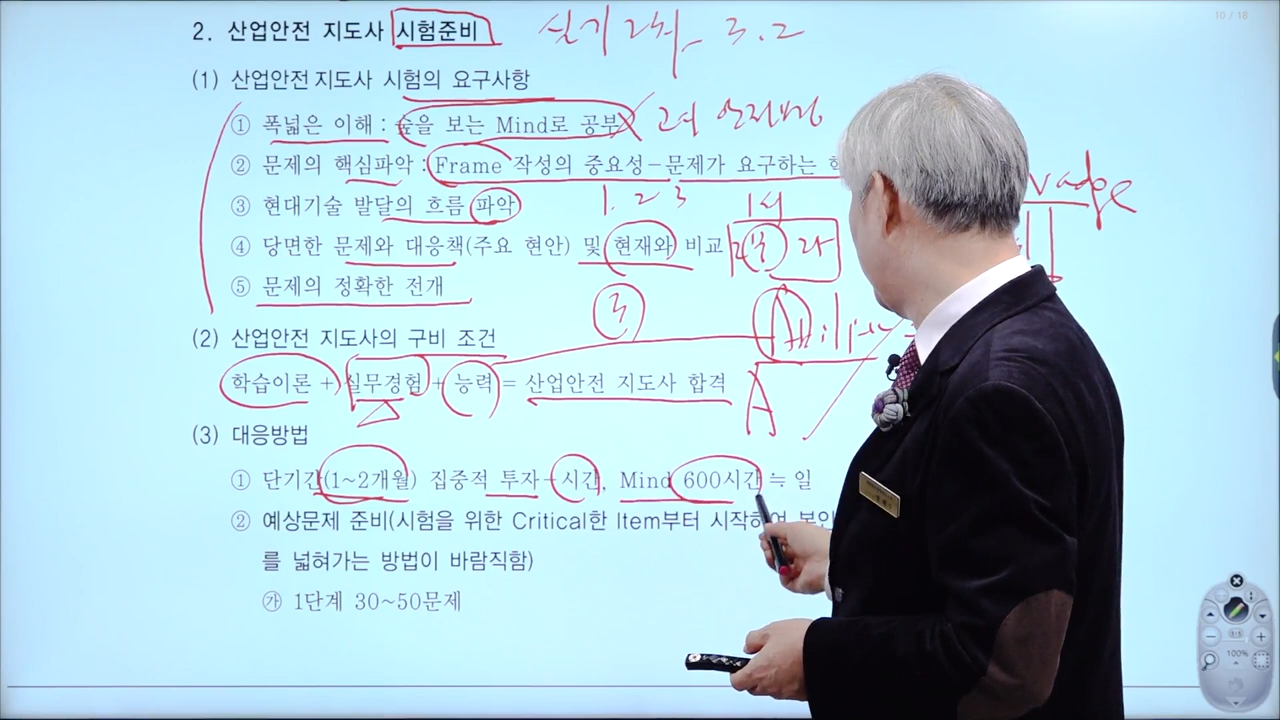 10 / 18
2. 산업안전 지도사 시험준비
(1) 산업안전 지도사 시험의 요구사항
① 폭넓은 이해 : 숲을 보는 Mind로 공부
② 문제의 핵심파악 : Frame 작성의 중요성-문제가 요구하는
1. 2 3
③ 현대기술 발달의 흐름 파악
④ 당면한 문제와 대응책(주요 현안) 및 현재와 비교
⑤ 문제의 정확한 전개
3
(2) 산업안전 지도사의 구비 조건
학습이론 + 실무경험 + 능력 = 산업안전 지도사 합격
A
(3) 대응방법
① 단기간(1~2개월) 집중적 투자-시간, Mind 600시간 ≒ 일
② 예상문제 준비(시험을 위한 Critical한 Item부터 시작하여 본인
를 넓혀가는 방법이 바람직함)
㉮ 1단계 30~50문제
100%